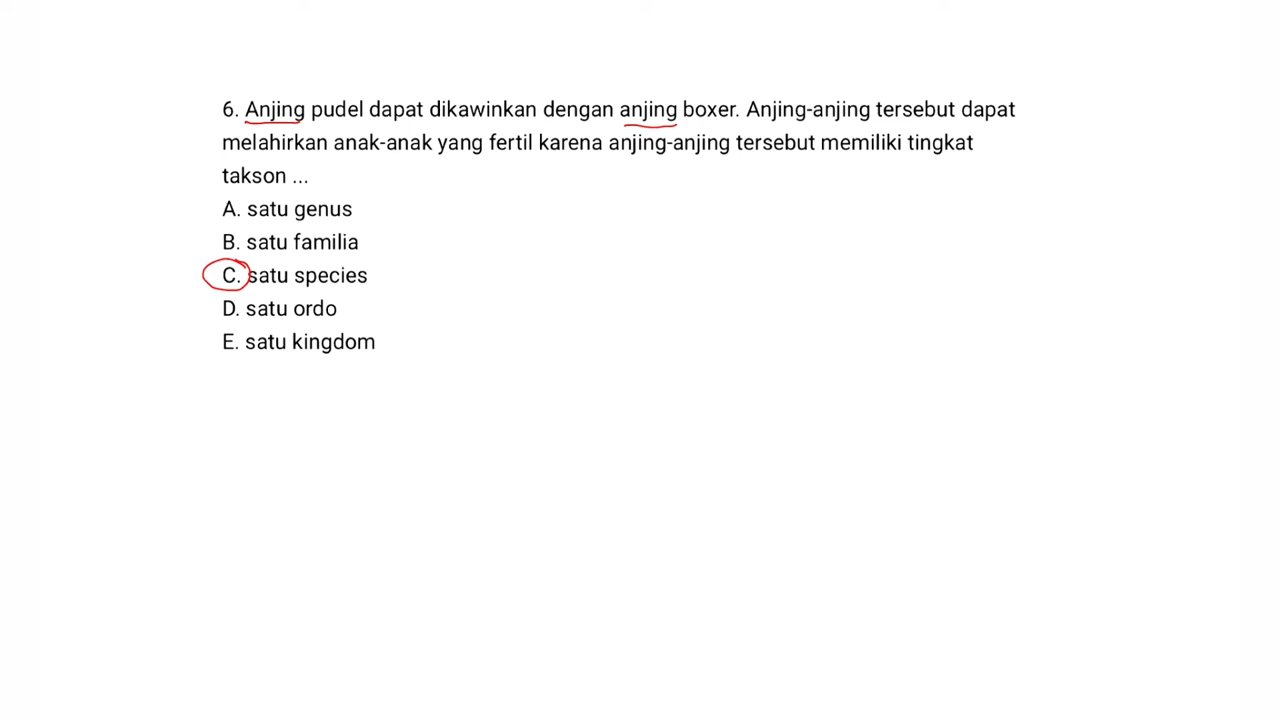 6. Anjing pudel dapat dikawinkan dengan anjing boxer. Anjing-anjing tersebut dapat
melahirkan anak-anak yang fertil karena anjing-anjing tersebut memiliki tingkat
takson ...
A. satu genus
B. satu familia
C. satu species
D. satu ordo
E. satu kingdom